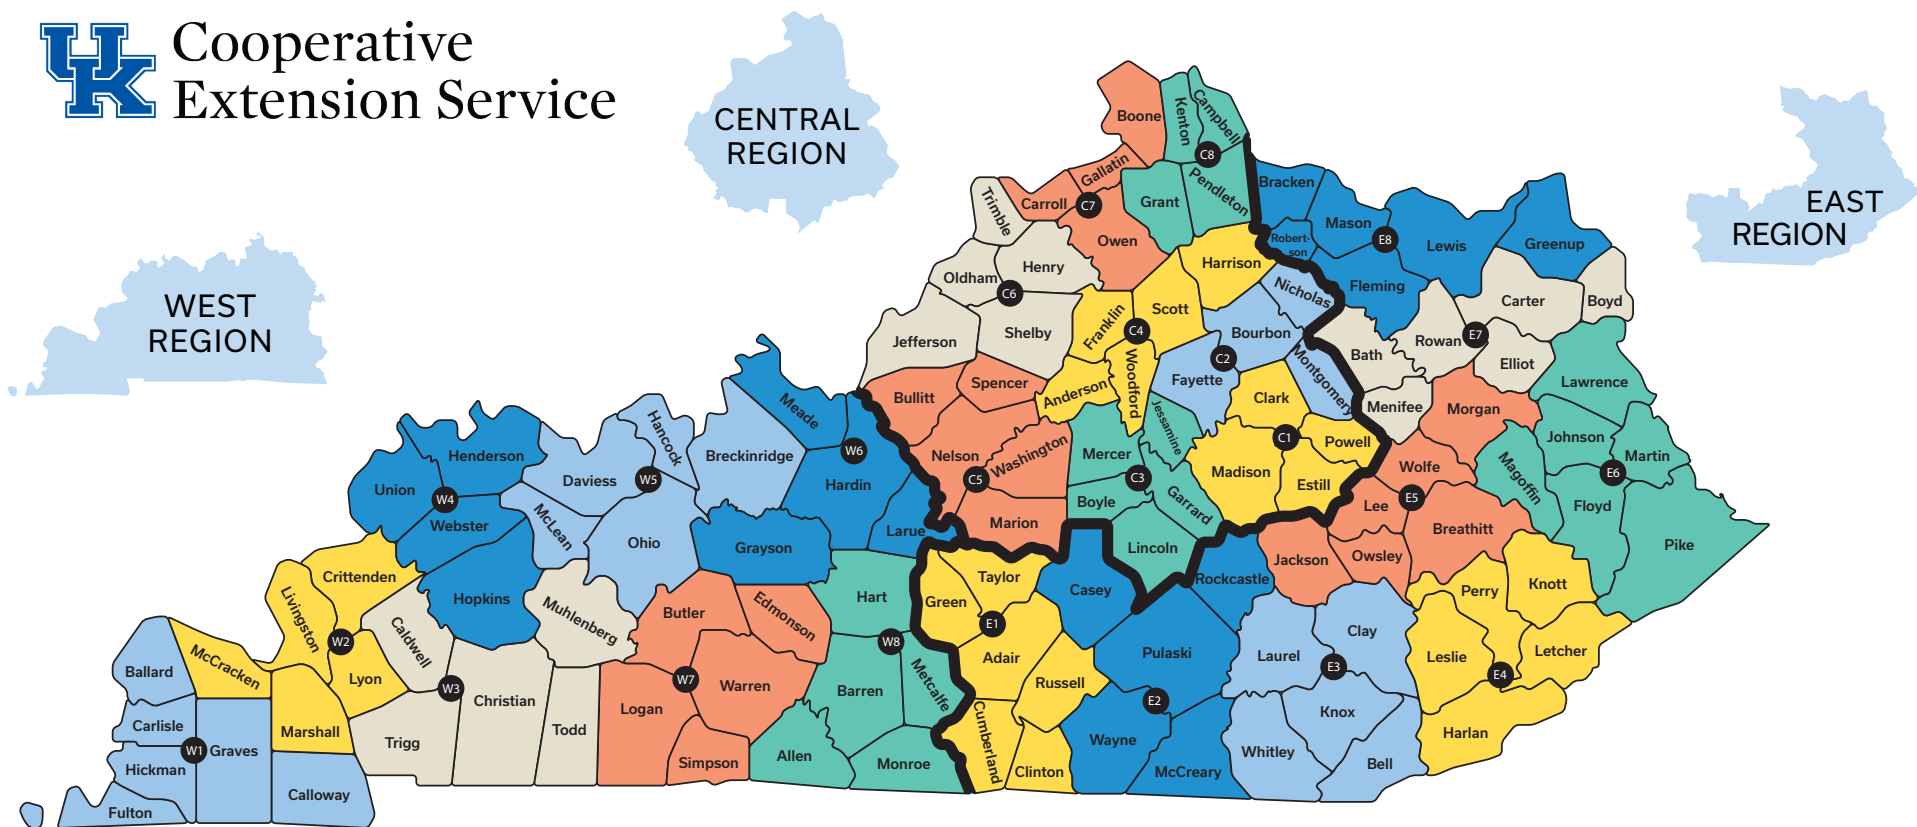 UK
Cooperative
Extension Service
CENTRAL
REGION
EAST
REGION
WEST
REGION
Boone
Kenton
Campbell
C8
Gallatin
Carroll
C7
Grant
Pendleton
Owen
Trimble
Henry
Oldham
C6
Shelby
Jefferson
Bracken
Mason
Robert-
son
E8
Lewis
Greenup
Fleming
Harrison
Nicholas
Scott
Franklin
C4
Bourbon
C2
Fayette
Woodford
Anderson
Montgomery
Clark
C1
Powell
Madison
Estill
Bath
Rowan
E7
Carter
Boyd
Elliot
Menifee
Morgan
Lawrence
Johnson
Martin
E6
Magoffin
Floyd
Pike
Wolfe
E5
Lee
Breathitt
Jackson
Owsley
Bullitt
Spencer
Nelson
Washington
C5
Marion
Jessamine
Mercer
C3
Boyle
Garrard
Lincoln
Meade
W6
Hardin
Larue
Hancock
Breckinridge
Daviess
W5
McLean
Ohio
Grayson
Henderson
Union
W4
Webster
Hopkins
Crittenden
Livingston
W2
Lyon
Caldwell
W3
McCracken
Marshall
Ballard
Carlisle
W1
Graves
Hickman
Fulton
Calloway
Trigg
Christian
Todd
Muhlenberg
Butler
Edmonson
W7
Warren
Logan
Simpson
Hart
W8
Metcalfe
Barren
Allen
Monroe
Taylor
Green
E1
Adair
Russell
Cumberland
Clinton
Casey
Rockcastle
Pulaski
E2
Wayne
McCreary
Clay
Laurel
E3
Knox
Whitley
Bell
Perry
Knott
Leslie
E4
Letcher
Harlan